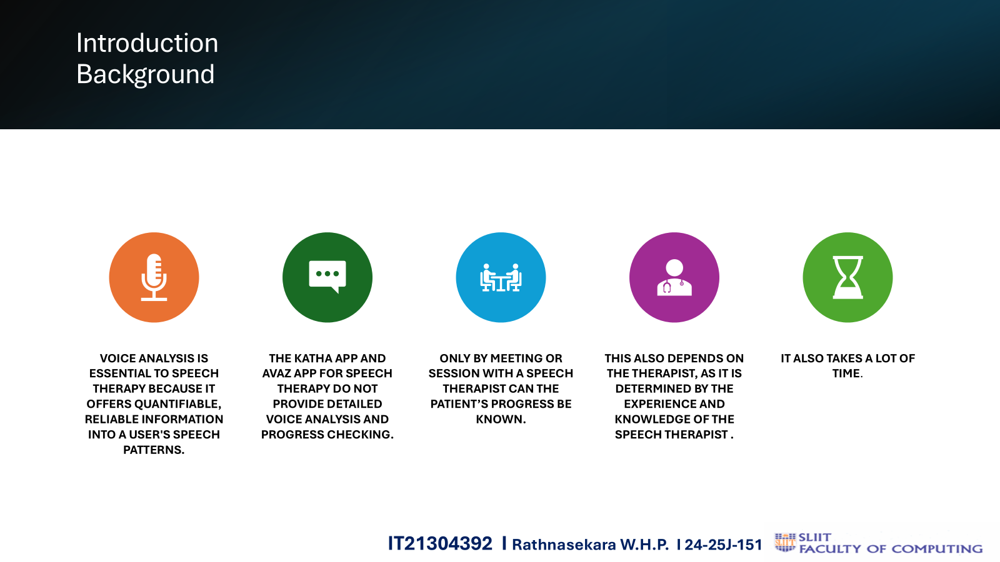 Introduction
Background
VOICE ANALYSIS IS
ESSENTIAL TO SPEECH
THERAPY BECAUSE IT
OFFERS QUANTIFIABLE,
RELIABLE INFORMATION
INTO A USER'S SPEECH
PATTERNS.
THE KATHA APP AND
AVAZ APP FOR SPEECH
THERAPY DO NOT
PROVIDE DETAILED
VOICE ANALYSIS AND
PROGRESS CHECKING.
ONLY BY MEETING OR
SESSION WITH A SPEECH
THERAPIST CAN THE
PATIENT’S PROGRESS BE
KNOWN.
THIS ALSO DEPENDS ON
THE THERAPIST, AS IT IS
DETERMINED BY THE
EXPERIENCE AND
KNOWLEDGE OF THE
SPEECH THERAPIST .
IT ALSO TAKES A LOT OF
TIME.
IT21304392 l Rathnasekara W.H.P. l 24-25J-151
SLIIT
SLIIT
FACULTY OF COMPUTING